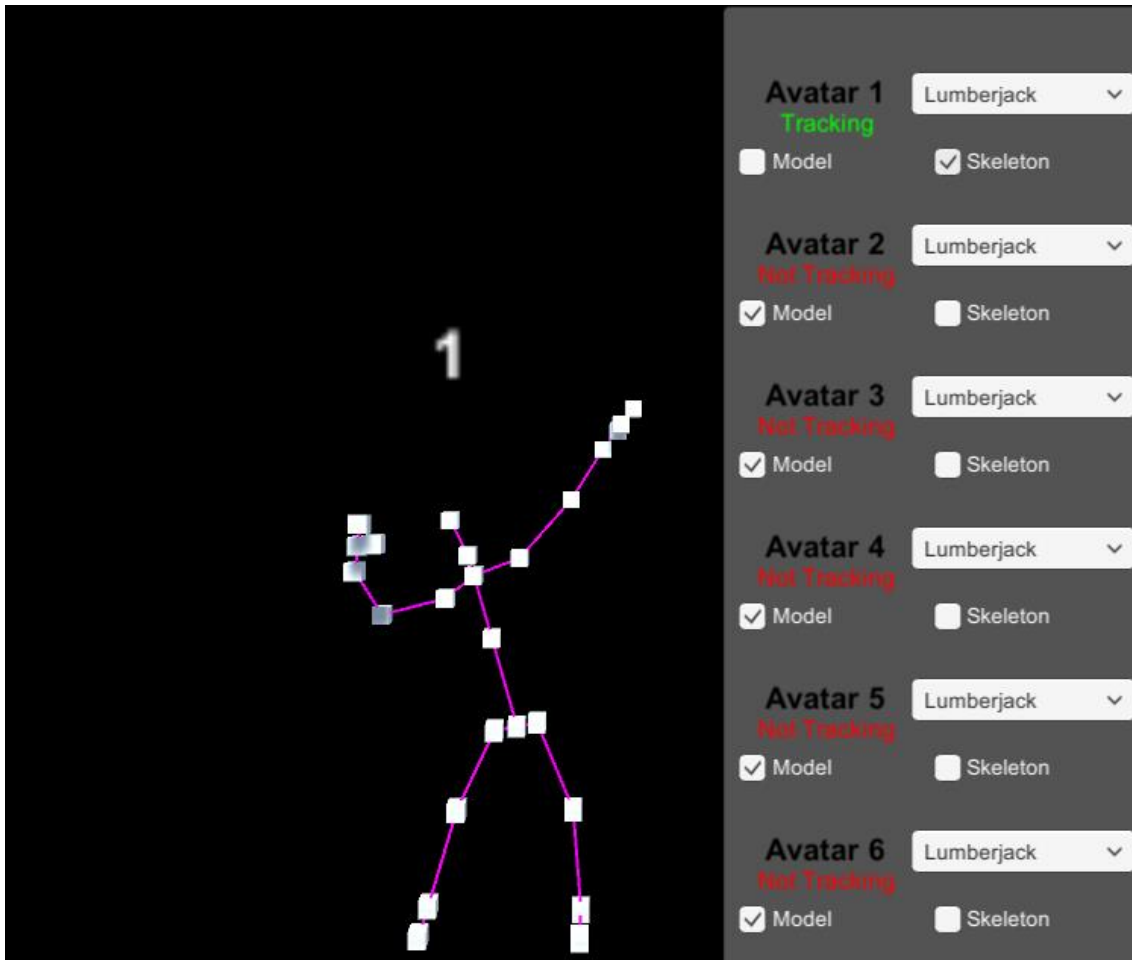 1
Avatar 1 Lumberjack
Tracking
Model Skeleton
Avatar 2 Lumberjack
Not Tracking
Model Skeleton
Avatar 3 Lumberjack
Not Tracking
Model Skeleton
Avatar 4 Lumberjack
Not Tracking
Model Skeleton
Avatar 5 Lumberjack
Not Tracking
Model Skeleton
Avatar 6 Lumberjack
Not Tracking
Model Skeleton